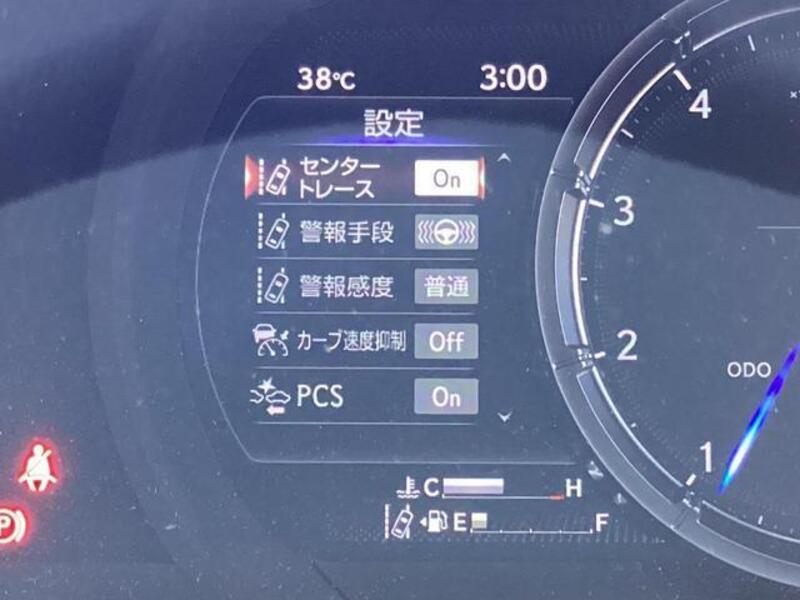 38℃ 3:00
設定
センター
トレース On
警報手段
警報感度 普通
カーブ速度抑制 Off
PCS On
4
3
2
1
ODO
C H
E F
P